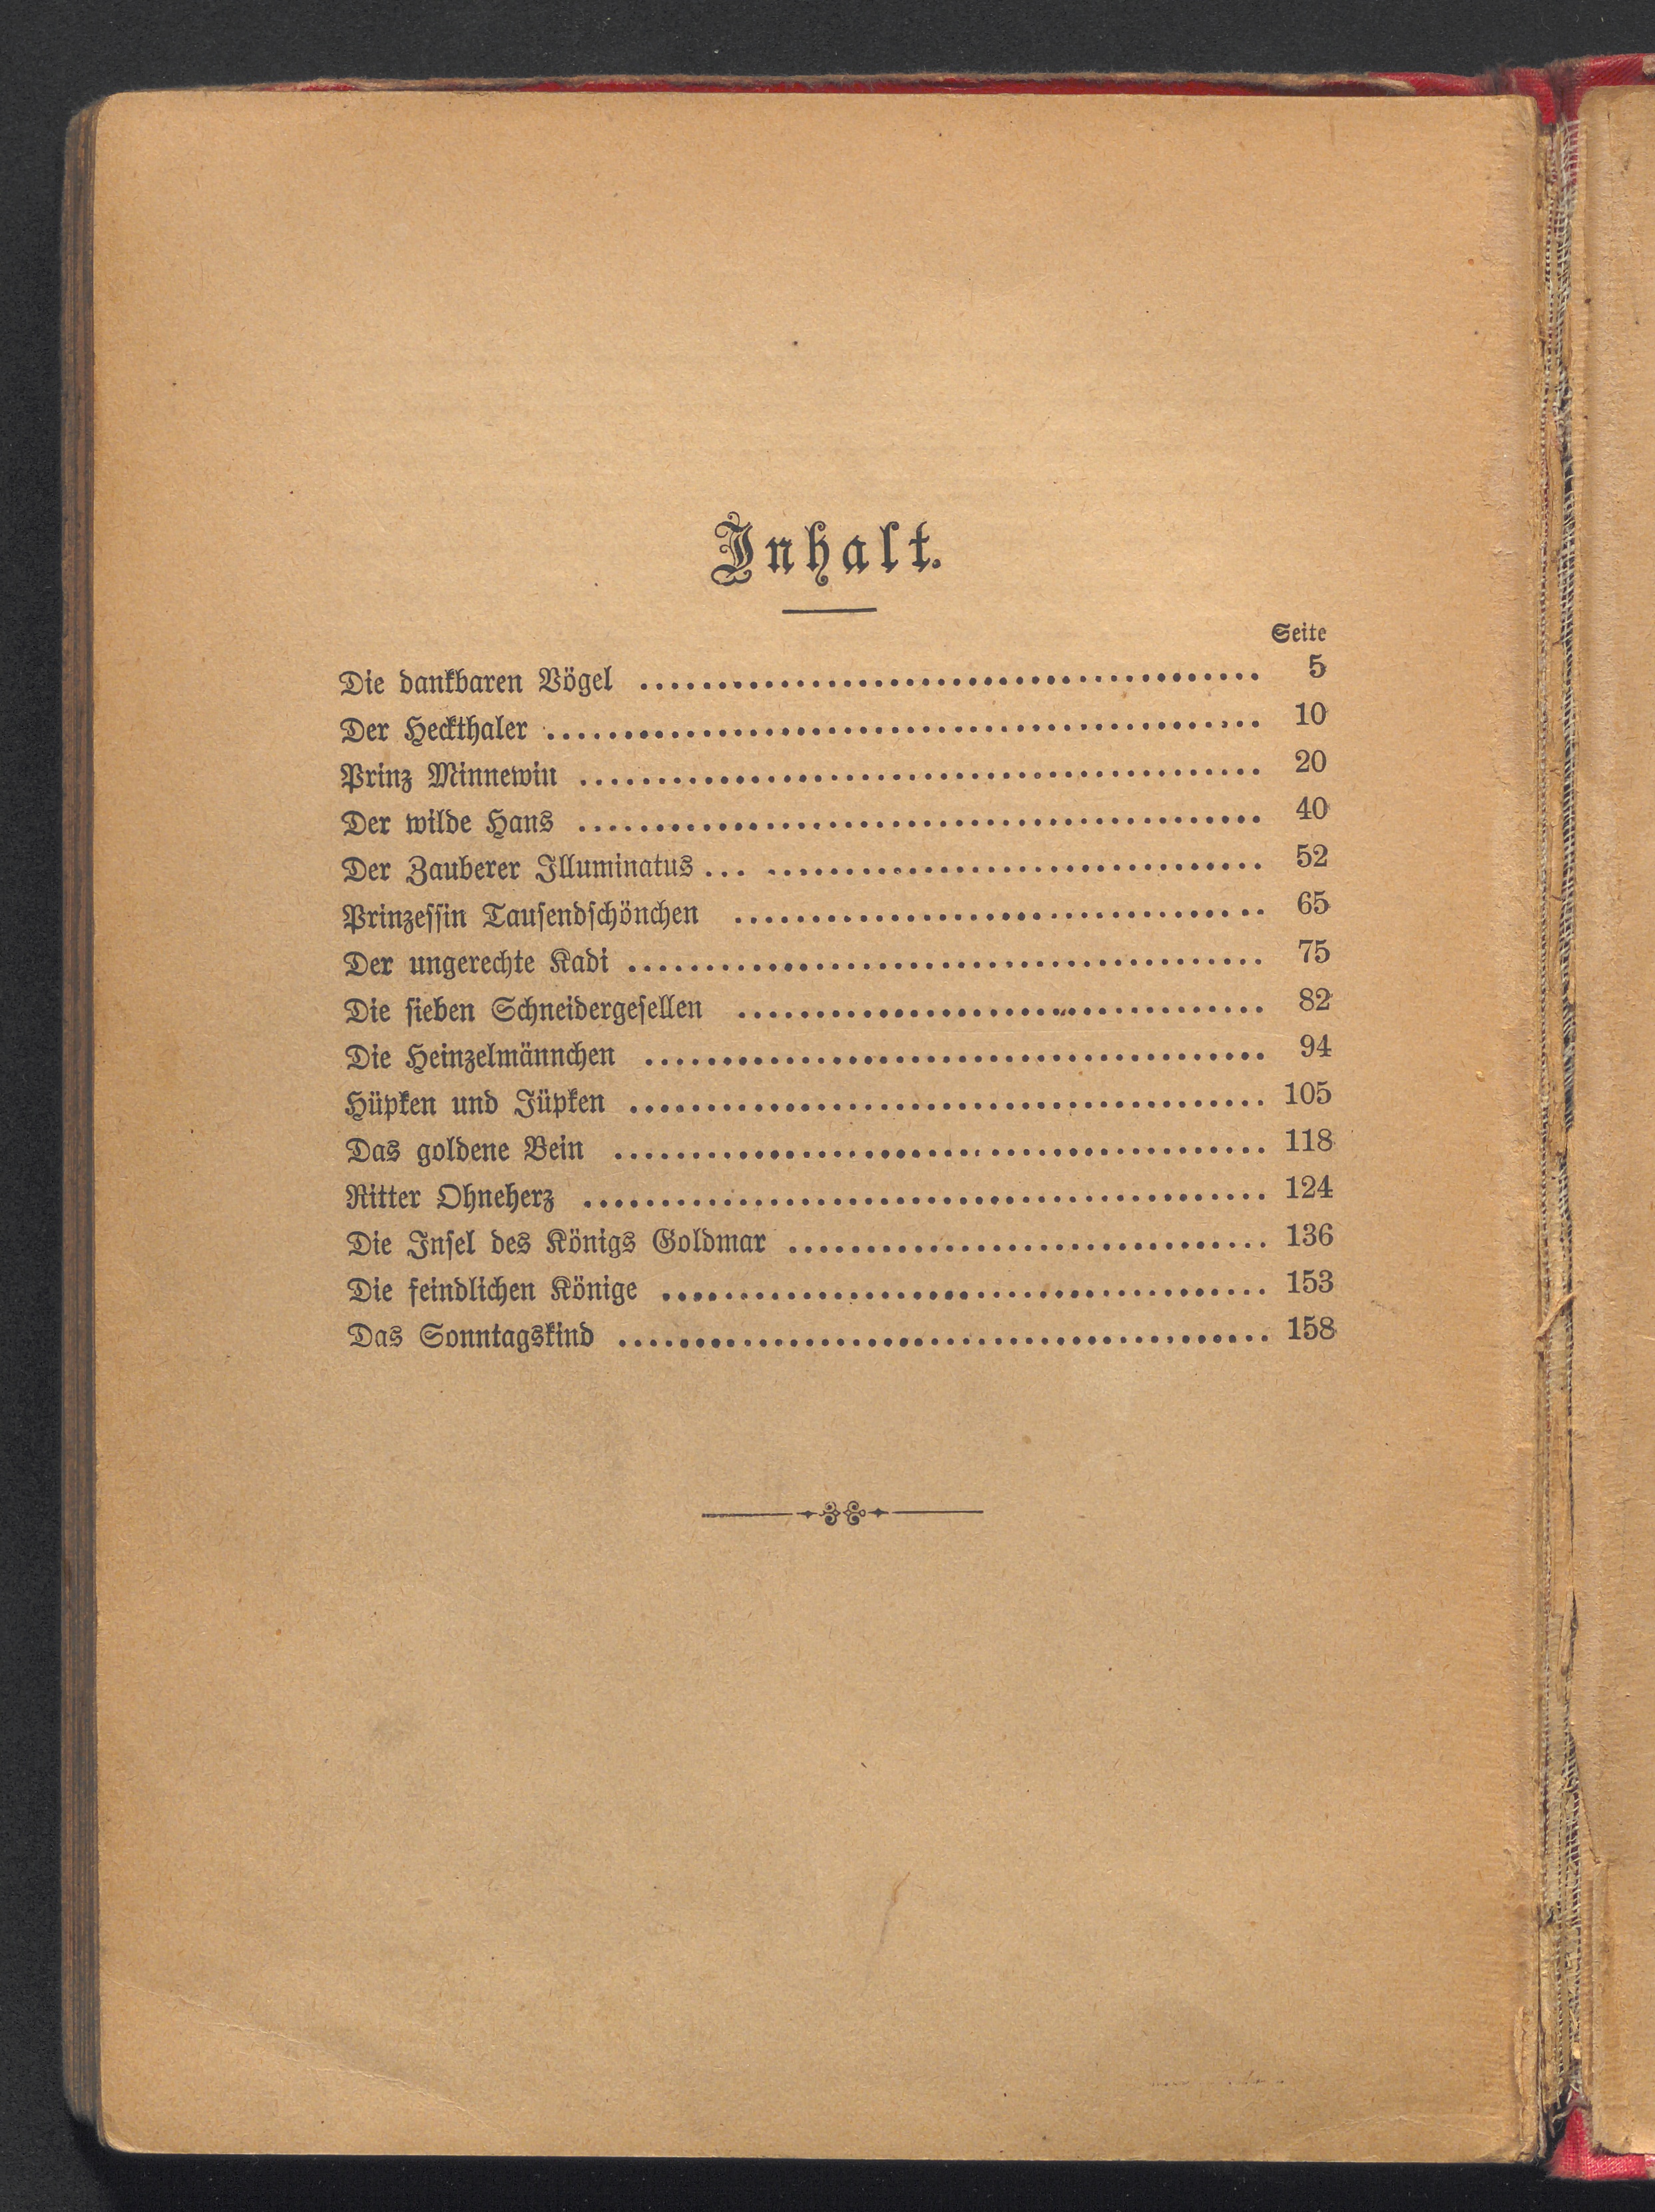 Inhalt.
Seite
Die dankbaren Vögel ........................................ 5
Der Heckthaler .............................................. 10
Prinz Minnewin ............................................ 20
Der wilde Hans ............................................ 40
Der Zauberer Illuminatus... ................................ 52
Prinzessin Tausendschönchen .................................. 65
Der ungerechte Kadi ......................................... 75
Die sieben Schneidergesellen .................................. 82
Die Heinzelmännchen ........................................ 94
Hüpken und Jüpken ......................................... 105
Das goldene Bein .......................................... 118
Ritter Ohneherz ............................................ 124
Die Insel des Königs Goldmar ............................... 136
Die feindlichen Könige ....................................... 153
Das Sonntagskind .......................................... 158